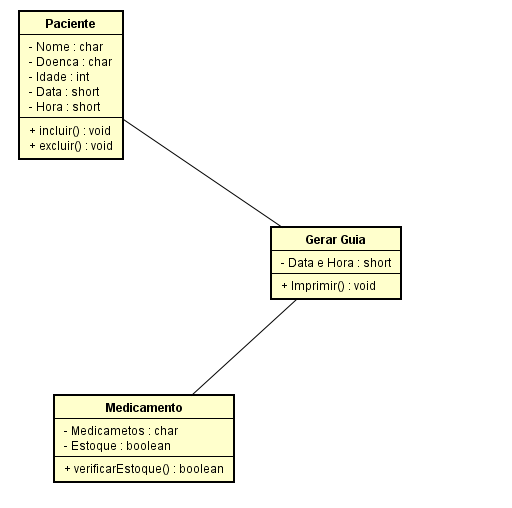 Paciente
- Nome : char
- Doenca : char
- Idade : int
- Data : short
- Hora : short
+ incluir() : void
+ excluir() : void
Gerar Guia
- Data e Hora : short
+ Imprimir() : void
Medicamento
- Medicametos : char
- Estoque : boolean
+ verificarEstoque() : boolean